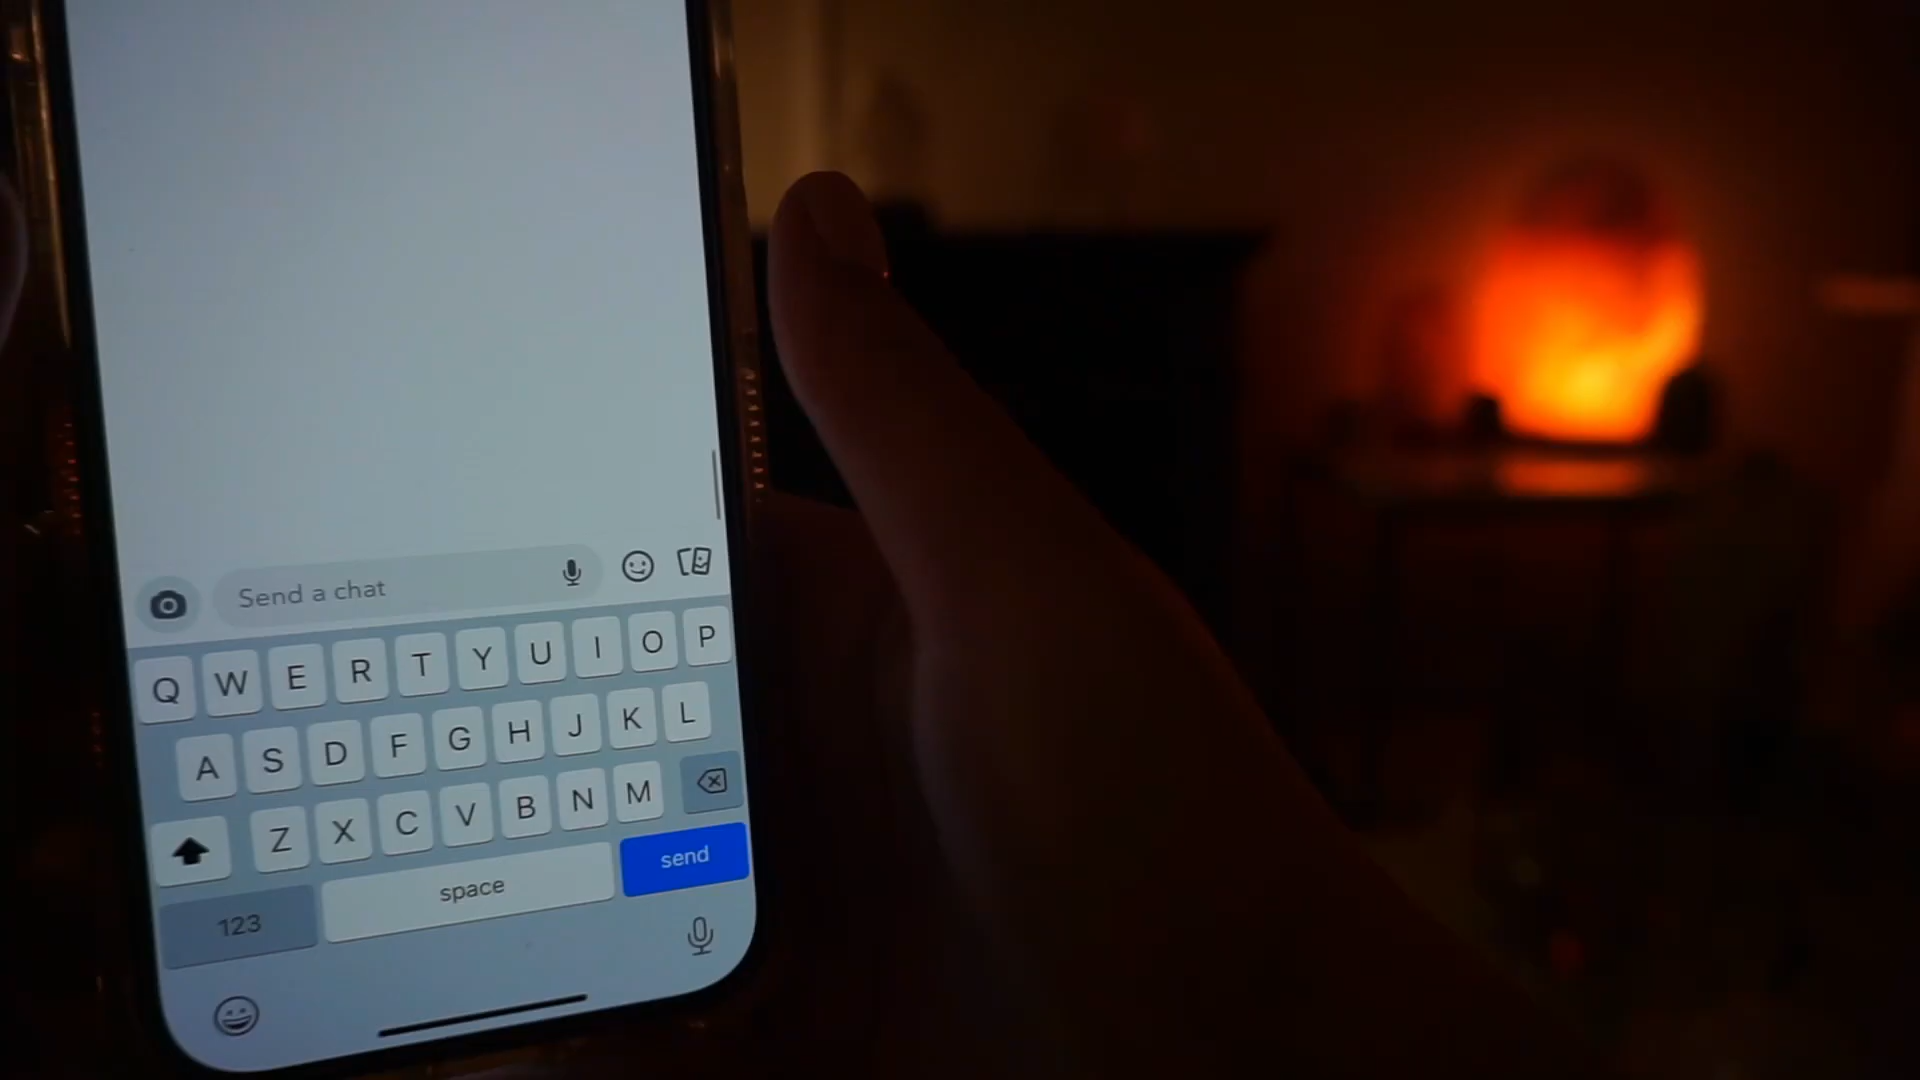 Send a chat
Q W E R T Y U I O P
A S D F G H J K L
Z X C V B N M
123 space send